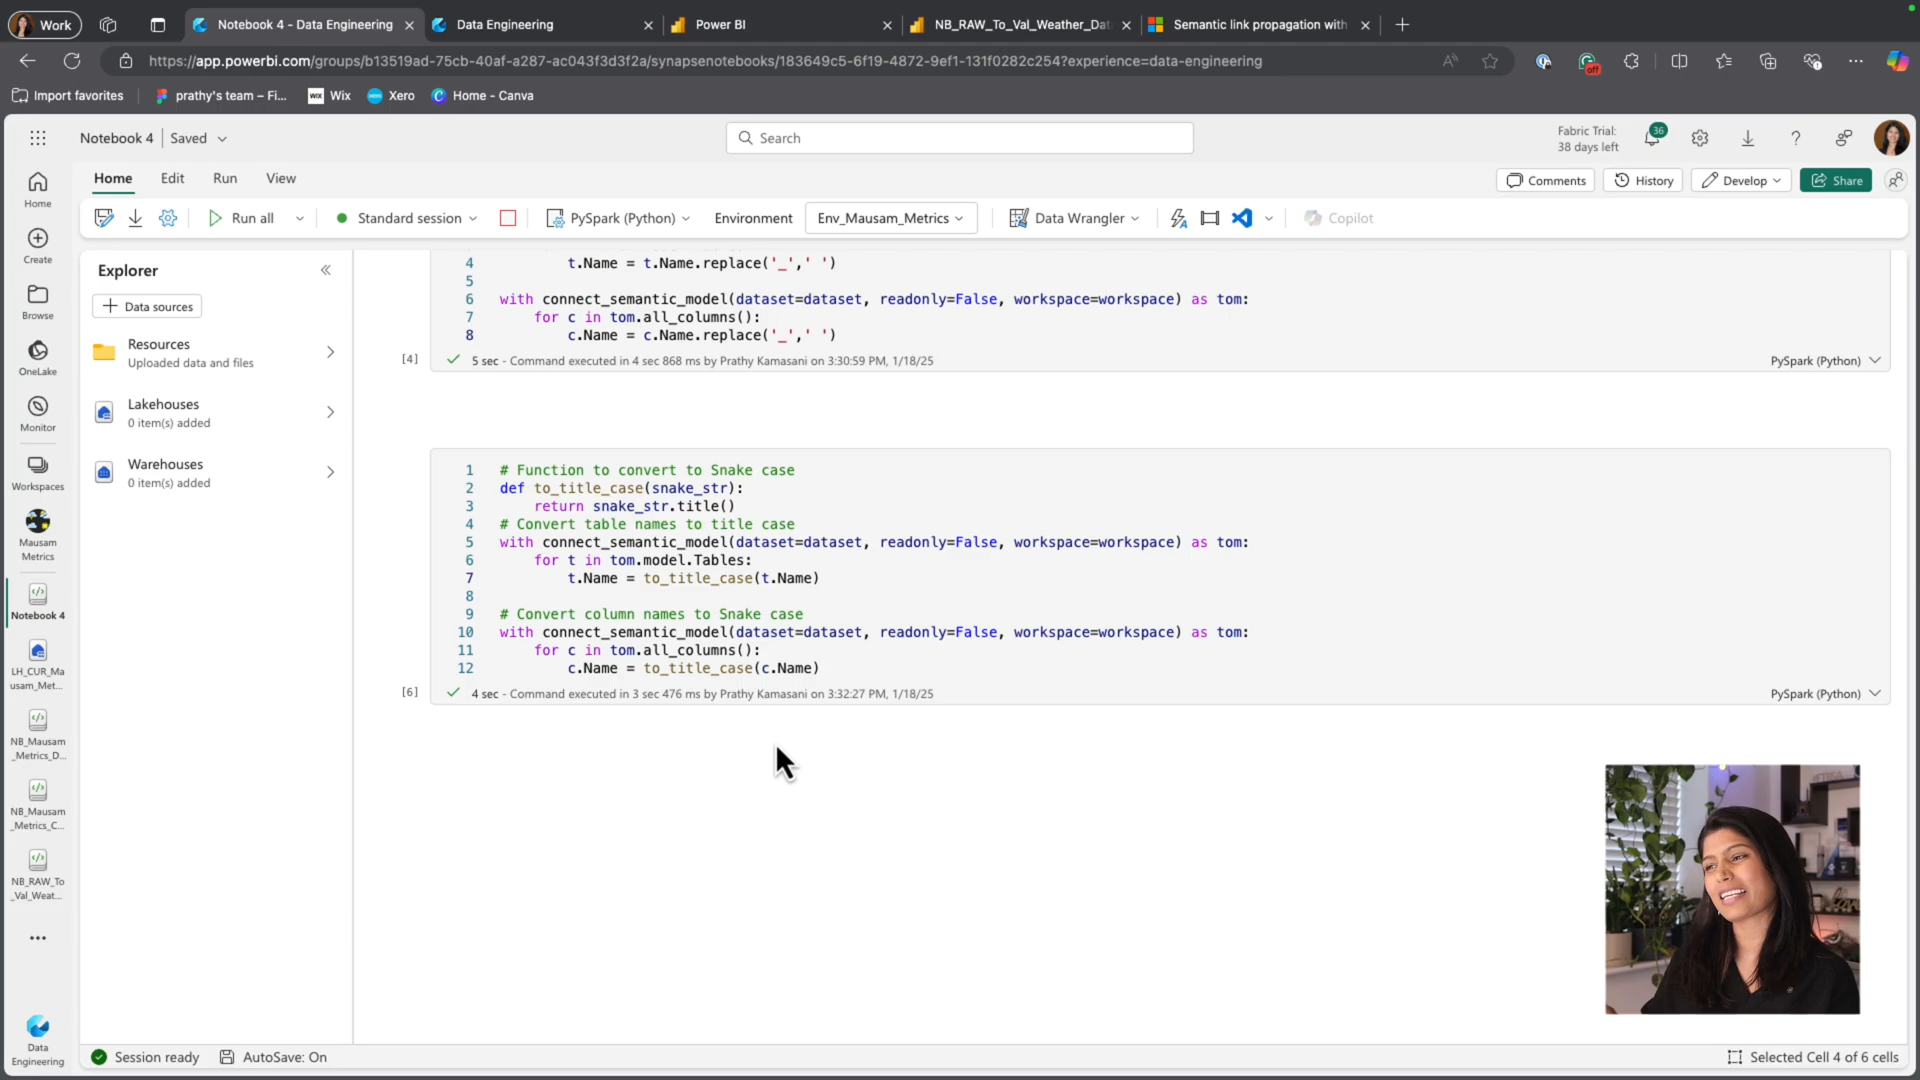 Work
Notebook 4 - Data Engineering
Data Engineering
Power BI
NB_RAW_To_Val_Weather_Dat
Semantic link propagation with
https://app.powerbi.com/groups/b13519ad-75cb-40af-a287-ac043f3d3f2a/synapsenotebooks/183649c5-6f19-4872-9ef1-131f0282c254?experience=data-engineering
off
Import favorites
prathy's team – Fi...
WIX Wix
Xero
Home - Canva
Notebook 4 | Saved
Search
Fabric Trial:
38 days left
36
Home
Edit
Run
View
Comments
History
Develop
Share
Run all
Standard session
PySpark (Python)
Environment
Env_Mausam_Metrics
Data Wrangler
Copilot
Home
Create
Browse
OneLake
Monitor
Workspaces
Mausam
Metrics
Notebook 4
LH_CUR_Ma
usam_Met...
NB_Mausam
_Metrics_D...
NB_Mausam
_Metrics_C...
NB_RAW_To
_Val_Weat...
Data
Engineering
Explorer
Data sources
Resources
Uploaded data and files
Lakehouses
0 item(s) added
Warehouses
0 item(s) added
4 t.Name = t.Name.replace('_',' ')
5
6 with connect_semantic_model(dataset=dataset, readonly=False, workspace=workspace) as tom:
7 for c in tom.all_columns():
8 c.Name = c.Name.replace('_',' ')
[4] 5 sec - Command executed in 4 sec 868 ms by Prathy Kamasani on 3:30:59 PM, 1/18/25
PySpark (Python)
1 # Function to convert to Snake case
2 def to_title_case(snake_str):
3 return snake_str.title()
4 # Convert table names to title case
5 with connect_semantic_model(dataset=dataset, readonly=False, workspace=workspace) as tom:
6 for t in tom.model.Tables:
7 t.Name = to_title_case(t.Name)
8
9 # Convert column names to Snake case
10 with connect_semantic_model(dataset=dataset, readonly=False, workspace=workspace) as tom:
11 for c in tom.all_columns():
12 c.Name = to_title_case(c.Name)
[6] 4 sec - Command executed in 3 sec 476 ms by Prathy Kamasani on 3:32:27 PM, 1/18/25
PySpark (Python)
Session ready
AutoSave: On
Selected Cell 4 of 6 cells